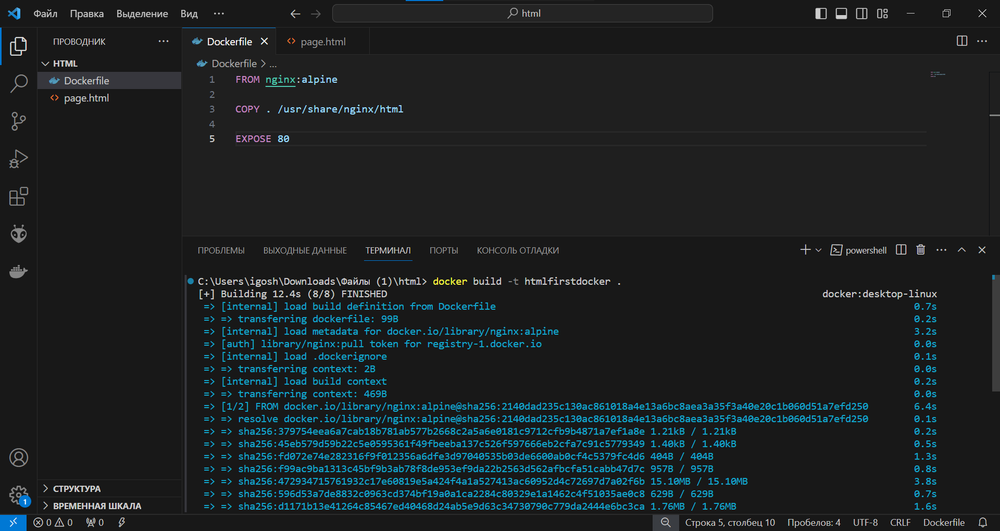 Файл Правка Выделение Вид ... html
ПРОВОДНИК ...
HTML
Dockerfile
page.html
СТРУКТУРА
ВРЕМЕННАЯ ШКАЛА
Dockerfile page.html
Dockerfile > ...
1 FROM nginx:alpine
2
3 COPY . /usr/share/nginx/html
4
5 EXPOSE 80
ПРОБЛЕМЫ ВЫХОДНЫЕ ДАННЫЕ ТЕРМИНАЛ ПОРТЫ КОНСОЛЬ ОТЛАДКИ powershell
C:\Users\igosh\Downloads\Файлы (1)\html> docker build -t htmlfirstdocker .
[+] Building 12.4s (8/8) FINISHED docker:desktop-linux
=> [internal] load build definition from Dockerfile 0.7s
=> => transferring dockerfile: 99B 0.2s
=> [internal] load metadata for docker.io/library/nginx:alpine 3.2s
=> [auth] library/nginx:pull token for registry-1.docker.io 0.0s
=> [internal] load .dockerignore 0.1s
=> => transferring context: 2B 0.0s
=> [internal] load build context 0.2s
=> => transferring context: 469B 0.0s
=> [1/2] FROM docker.io/library/nginx:alpine@sha256:2140dad235c130ac861018a4e13a6bc8aea3a35f3a40e20c1b060d51a7efd250 6.4s
=> => resolve docker.io/library/nginx:alpine@sha256:2140dad235c130ac861018a4e13a6bc8aea3a35f3a40e20c1b060d51a7efd250 0.1s
=> => sha256:379754eea6a7cab18b781ab577b2668c2a5a6e0181c9712cfb9b4871a7ef1a8e 1.21kB / 1.21kB 0.2s
=> => sha256:45eb579d59b22c5e0595361f49fbeeba137c526f597666eb2cfa7c91c5779349 1.40kB / 1.40kB 0.5s
=> => sha256:fd072e74e282316f9f012356a6dfe3d97040535b03de6600ab0cf4c5379fc4d6 404B / 404B 1.3s
=> => sha256:f99ac9ba1313c45bf9b3ab78f8de953ef9da22b2563d562afbcfa51cabb47d7c 957B / 957B 0.8s
=> => sha256:472934715761932c17e60819e5a424f4a1a527413ac60952d4c72697d7a02f6b 15.10MB / 15.10MB 3.8s
=> => sha256:596d53a7de8832c0963cd374bf19a0a1ca2284c80329e1a1462c4f51035ae0c8 629B / 629B 0.7s
=> => sha256:d1171b13e41264c85467ed40468d24ab5e9d63c34730790c779da2444e6bc3ca 1.76MB / 1.76MB 1.6s
1
0 0 0 Строка 5, столбец 10 Пробелов: 4 UTF-8 CRLF Dockerfile